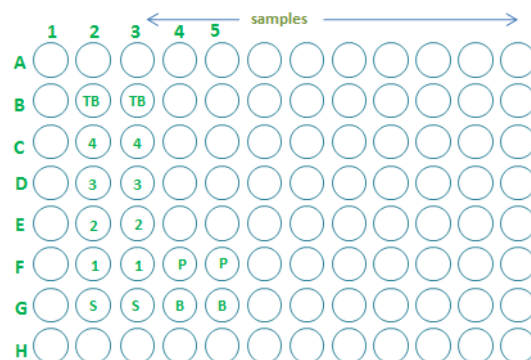 samples
1 2 3 4 5
A
B TB TB
C 4 4
D 3 3
E 2 2
F 1 1 P P
G S S B B
H